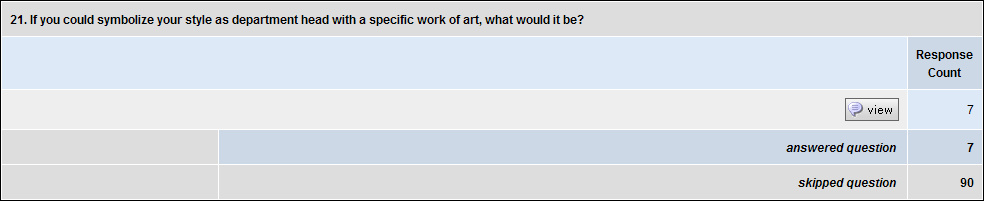 21. If you could symbolize your style as department head with a specific work of art, what would it be?
Response
Count
view 7
answered question 7
skipped question 90